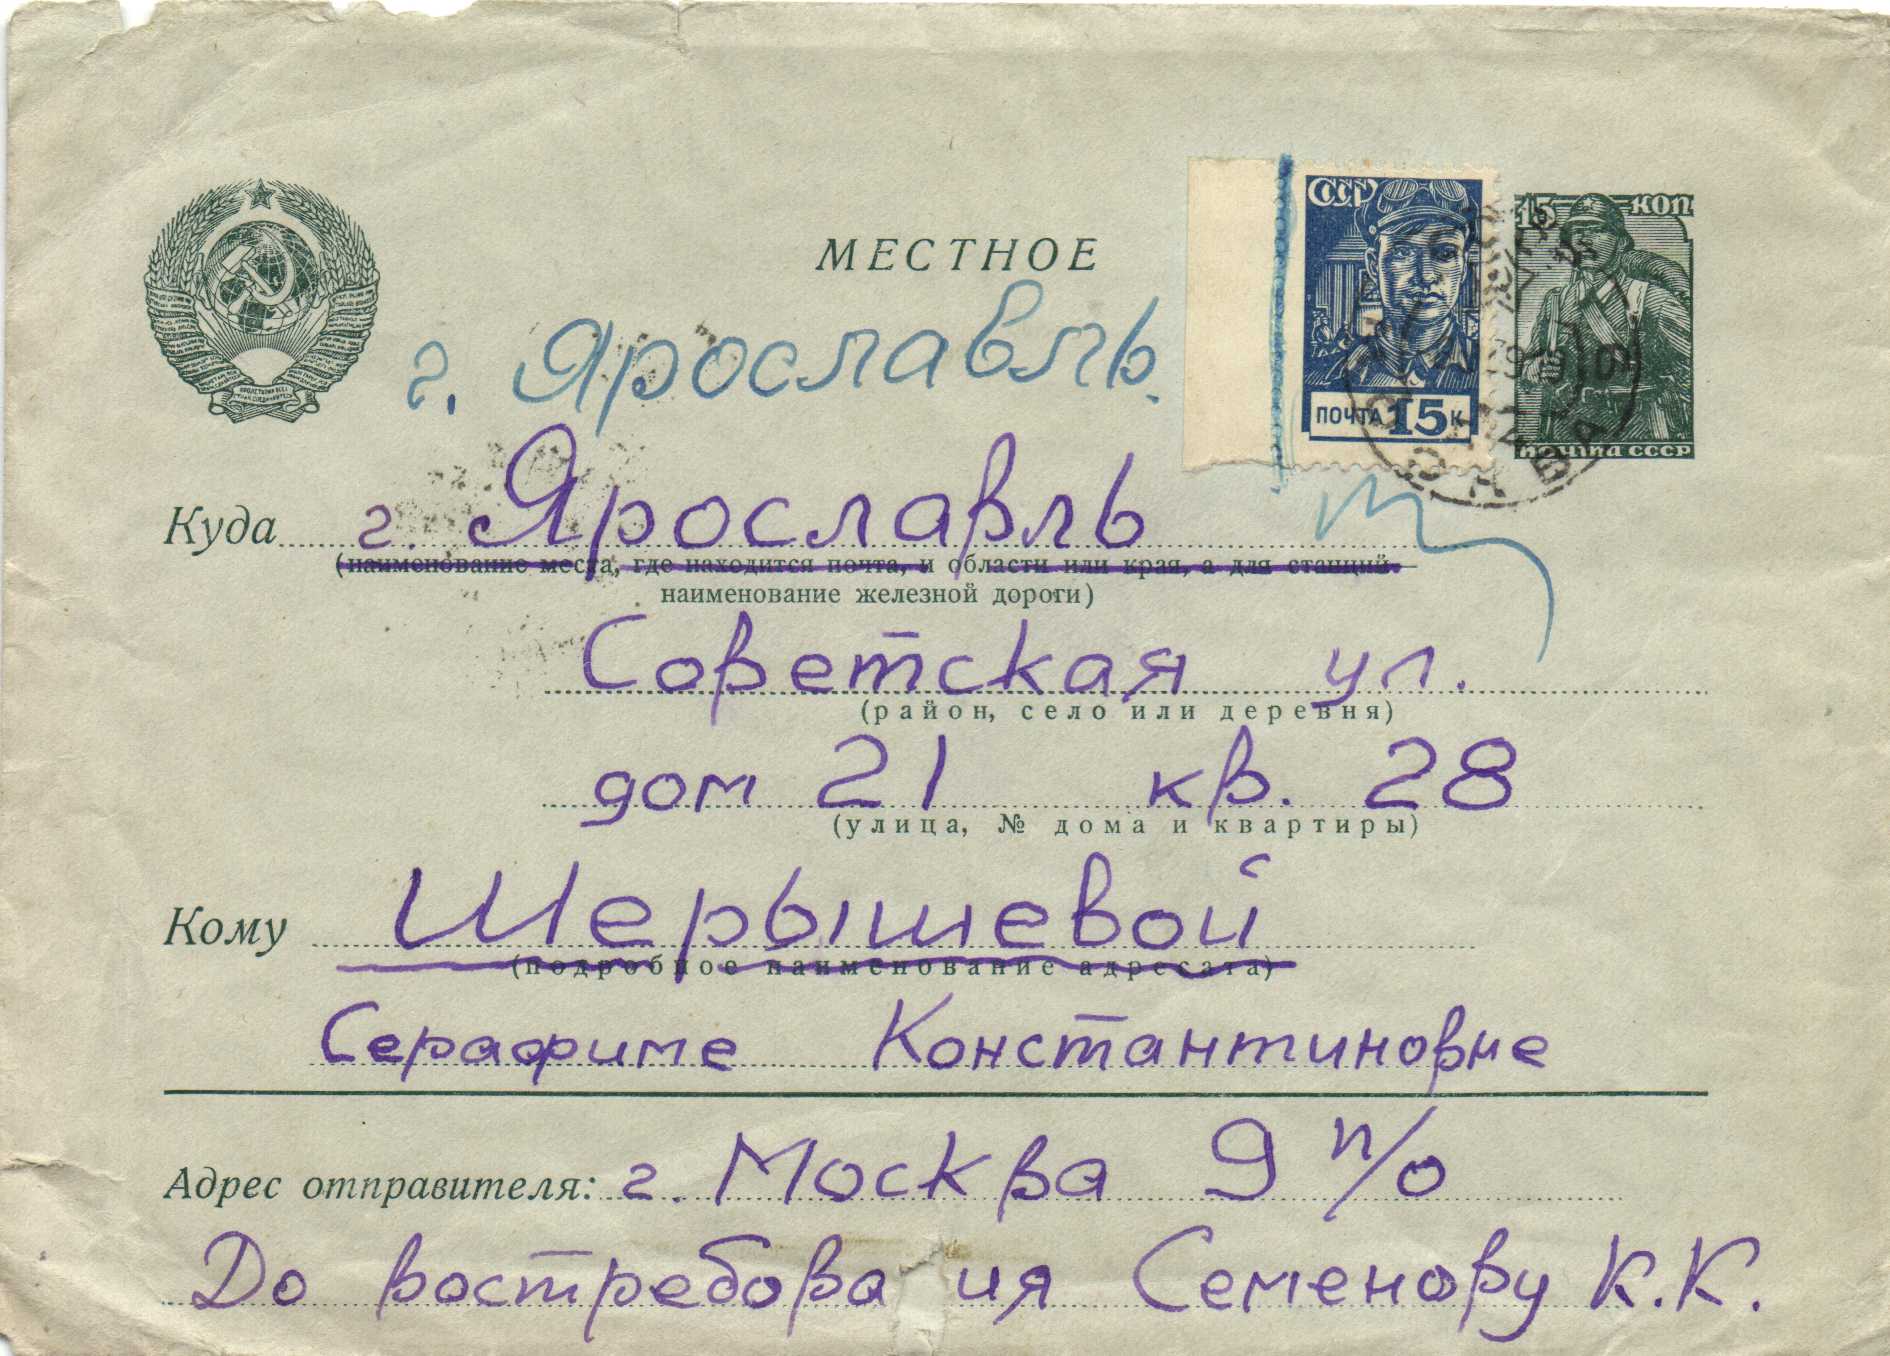 МЕСТНОЕ
СССР
ПОЧТА 15 К
15 КОП
ПОЧТА СССР
г. Ярославль.
Куда г. Ярославль
(наименование места, где находится почта, и области или края, а для станций.
наименование железной дороги)
Советская ул.
(район, село или деревня)
дом 21 кв. 28
(улица, № дома и квартиры)
Кому Шерышевой
(подробное наименование адресата)
Серафиме Константиновне
Адрес отправителя: г. Москва 9 п/о
До востребова ия Семенову К.К.